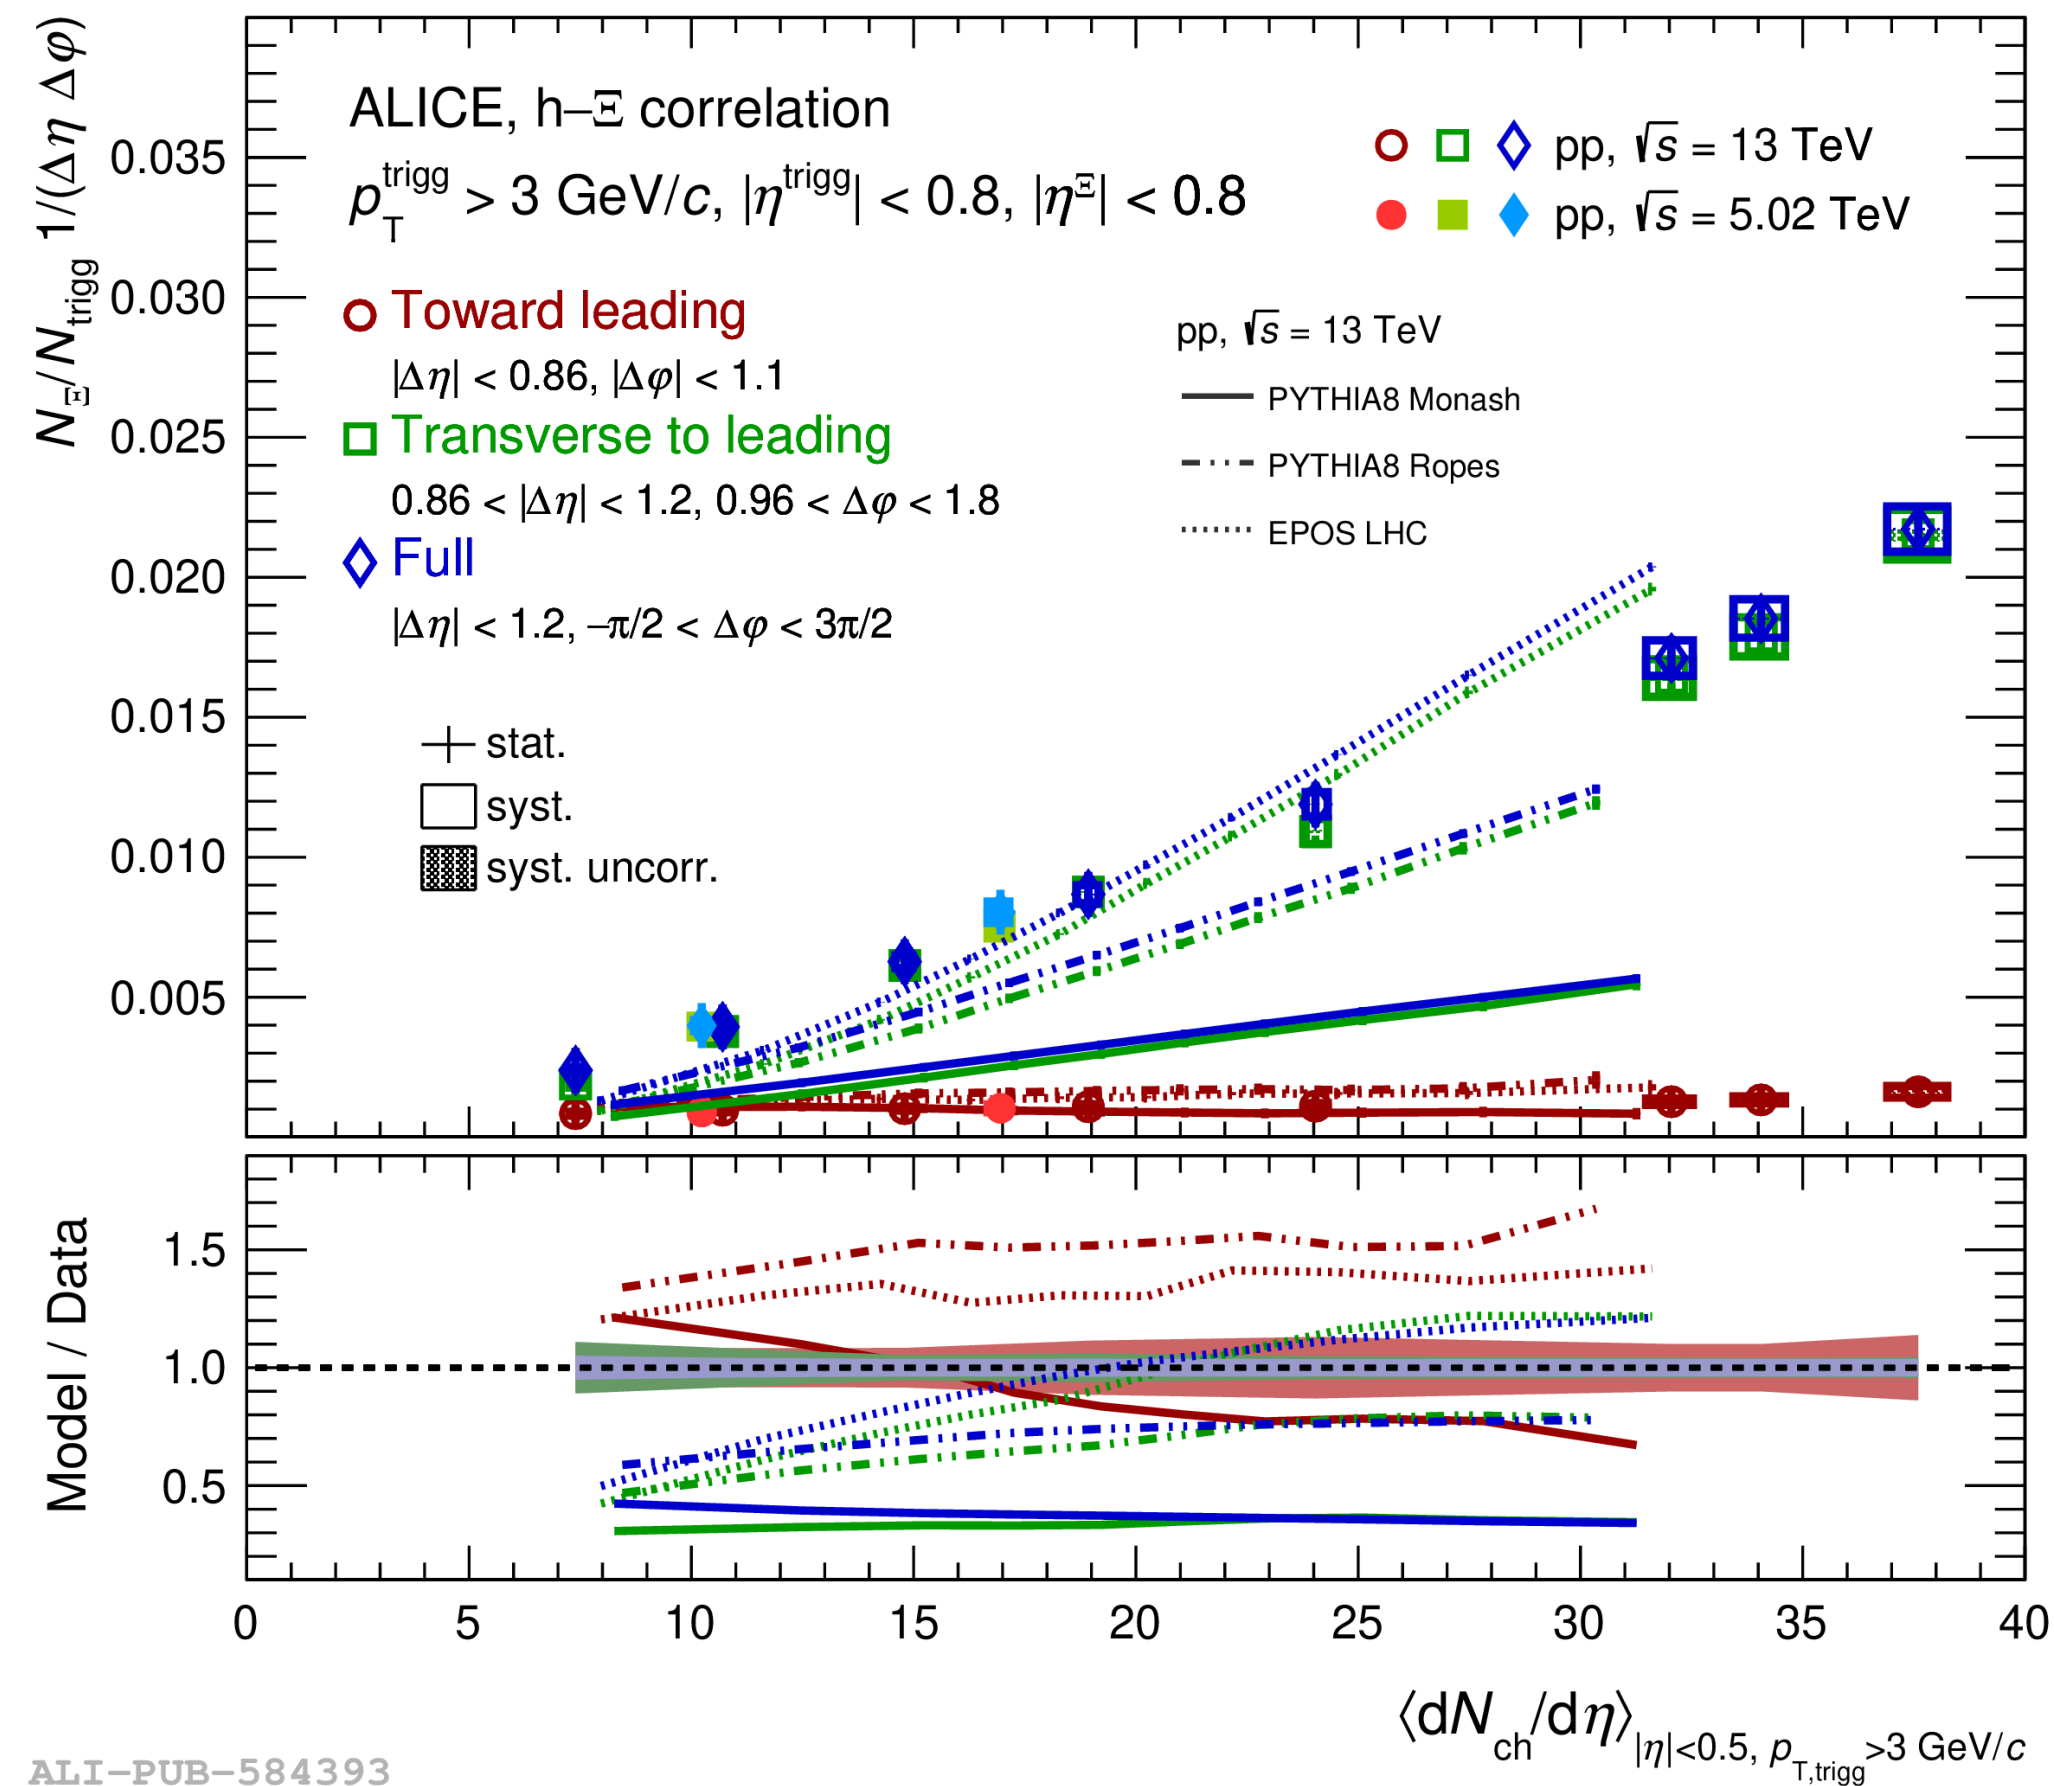 N_Ξ/N_trigg 1/(Δη Δφ)
ALICE, h–Ξ correlation
p_T^trigg > 3 GeV/c, |η^trigg| < 0.8, |η^Ξ| < 0.8
pp, √s = 13 TeV
pp, √s = 5.02 TeV
Toward leading
|Δη| < 0.86, |Δφ| < 1.1
Transverse to leading
0.86 < |Δη| < 1.2, 0.96 < Δφ < 1.8
Full
|Δη| < 1.2, –π/2 < Δφ < 3π/2
pp, √s = 13 TeV
PYTHIA8 Monash
PYTHIA8 Ropes
EPOS LHC
stat.
syst.
syst. uncorr.
0.035
0.030
0.025
0.020
0.015
0.010
0.005
Model / Data
1.5
1.0
0.5
0 5 10 15 20 25 30 35 40
⟨dN_ch/dη⟩_|η|<0.5, p_T,trigg>3 GeV/c
ALI-PUB-584393